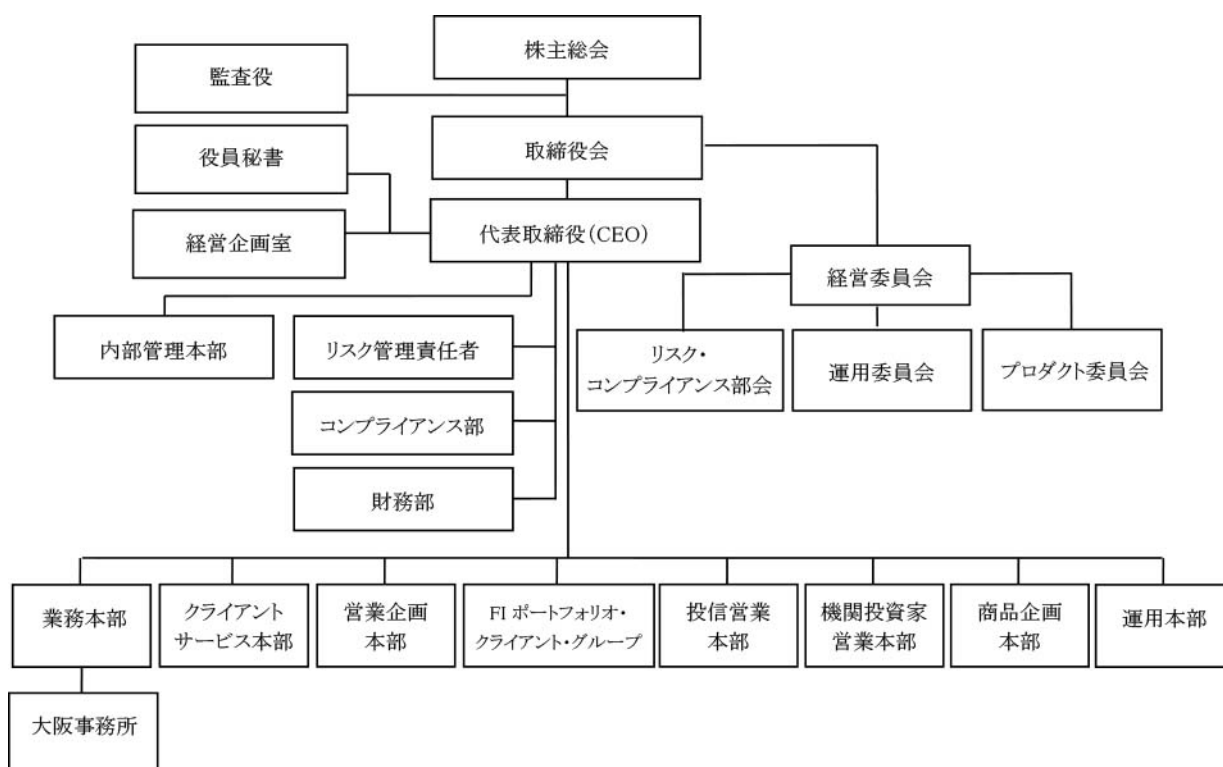 株主総会
監査役
取締役会
役員秘書
代表取締役(CEO)
経営企画室
経営委員会
内部管理本部
リスク管理責任者
リスク・
コンプライアンス部会
運用委員会
プロダクト委員会
コンプライアンス部
財務部
業務本部
クライアント
サービス本部
営業企画
本部
FI ポートフォリオ・
クライアント・グループ
投信営業
本部
機関投資家
営業本部
商品企画
本部
運用本部
大阪事務所